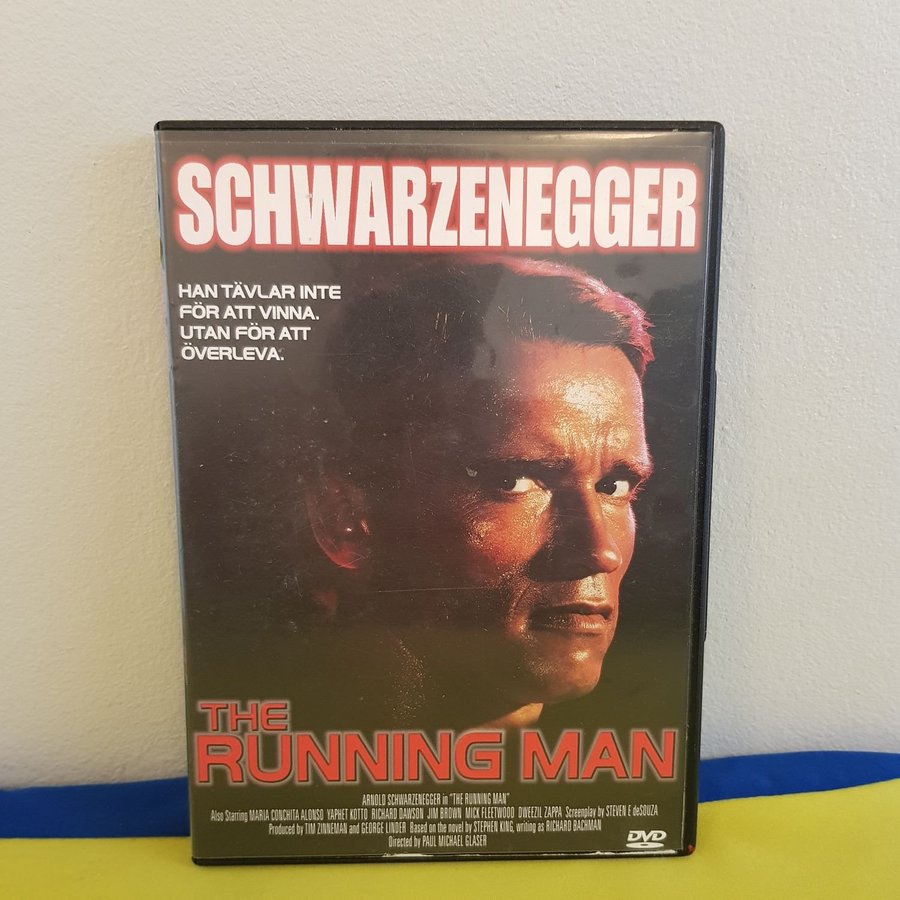 SCHWARZENEGGER
HAN TÄVLAR INTE
FÖR ATT VINNA.
UTAN FÖR ATT
ÖVERLEVA.
THE
RUNNING MAN
ARNOLD SCHWARZENEGGER in "THE RUNNING MAN"
Also Starring MARIA CONCHITA ALONSO YAPHET KOTTO RICHARD DAWSON JIM BROWN MICK FLEETWOOD DWEEZIL ZAPPA Screenplay by STEVEN E deSOUZA
Produced by TIM ZINNEMAN and GEORGE LINDER Based on the novel by STEPHEN KING, writing as RICHARD BACHMAN
Directed by PAUL MICHAEL GLASER
DVD